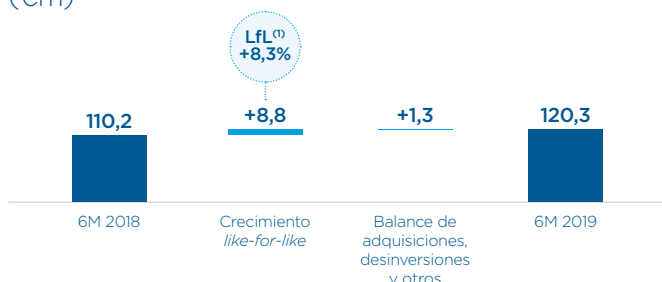 (€m)
LfL(1)
+8,3%
110,2
+8,8
+1,3
120,3
6M 2018
Crecimiento
like-for-like
Balance de
adquisiciones,
desinversiones
y otros
6M 2019